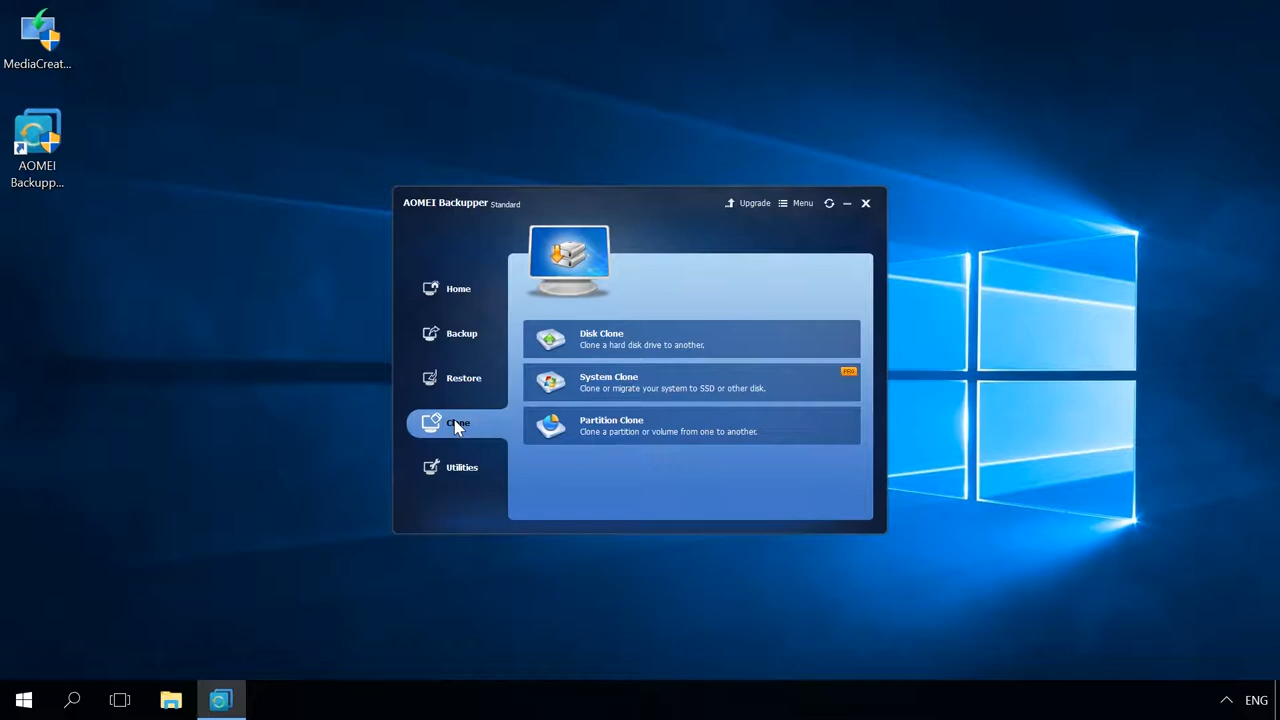 MediaCreat...
AOMEI
Backupp...
AOMEI Backupper Standard
Upgrade
Menu
Home
Backup
Restore
Clone
Utilities
Disk Clone
Clone a hard disk drive to another.
System Clone
PRO
Clone or migrate your system to SSD or other disk.
Partition Clone
Clone a partition or volume from one to another.
ENG